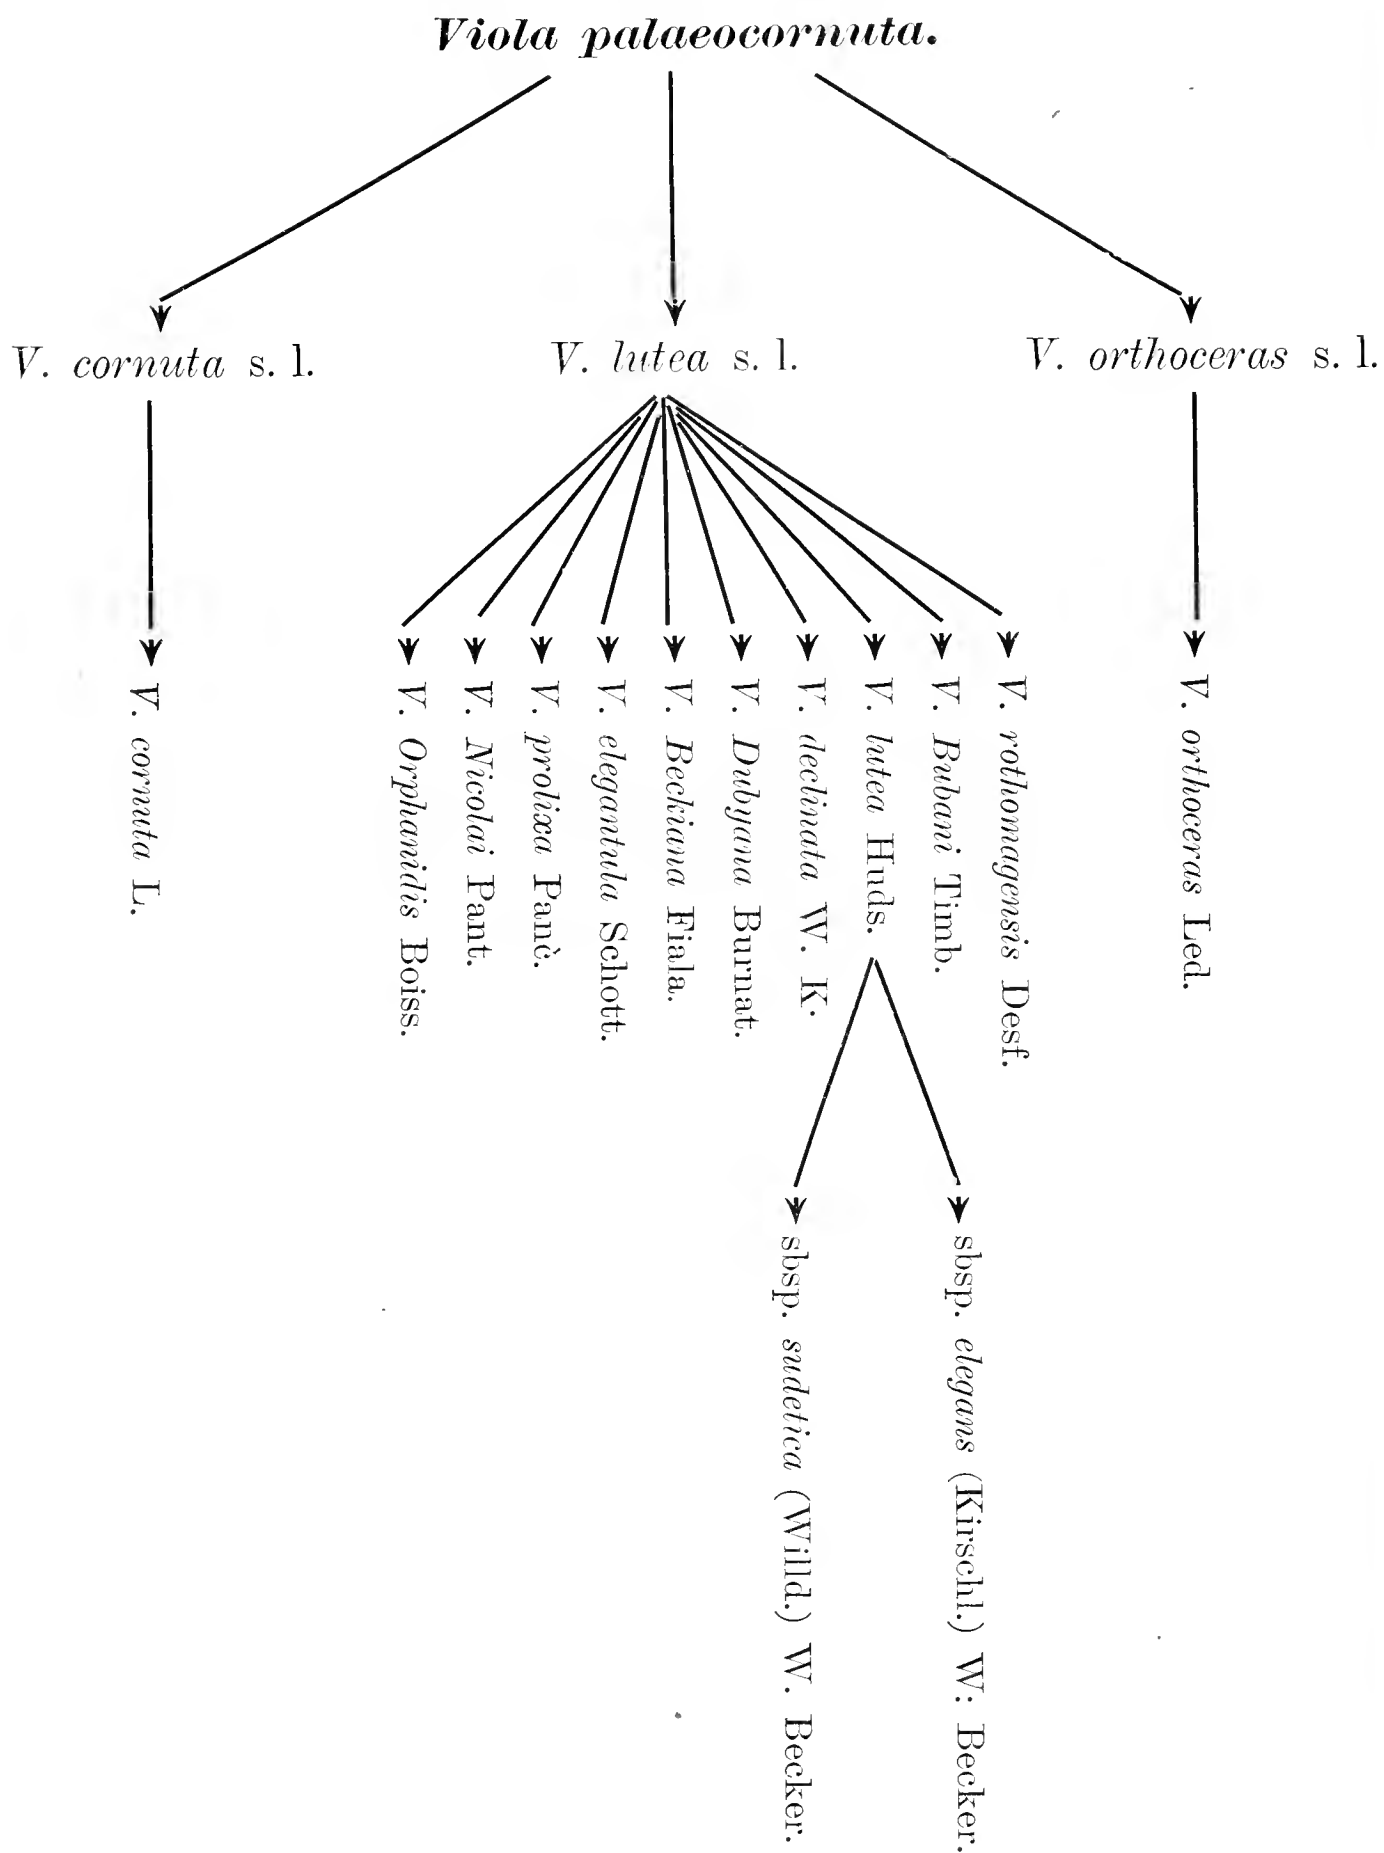 Viola palaeocornuta.
V. cornuta s. l.
V. lutea s. l.
V. orthoceras s. l.
V. cornuta L.
V. Orphanidis Boiss.
V. Nicolai Pant.
V. prolixa Panč.
V. elegantula Schott.
V. Beckiana Fiala.
V. Dubyana Burnat.
V. declinata W. K.
V. lutea Huds.
V. Bubani Timb.
V. rothomagensis Desf.
V. orthoceras Led.
sbsp. sudetica (Willd.) W. Becker.
sbsp. elegans (Kirschl.) W: Becker.